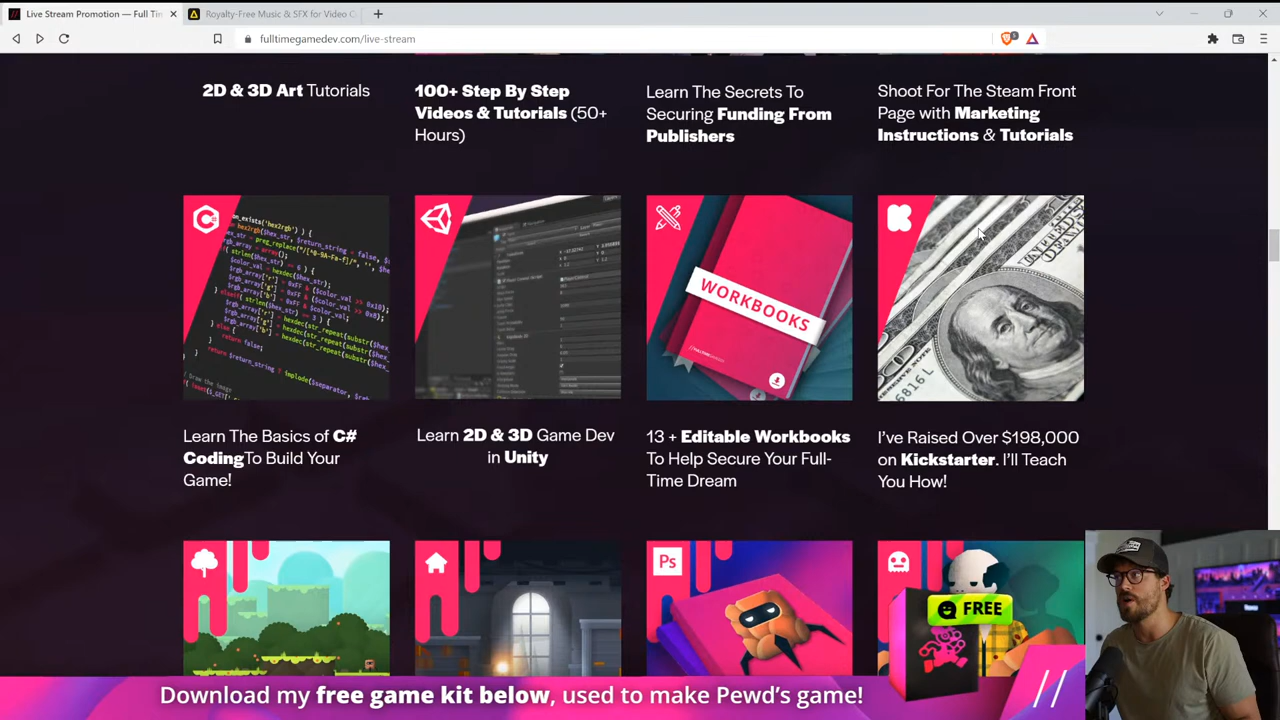 Live Stream Promotion — Full Tim
Royalty-Free Music & SFX for Video C
fulltimegamedev.com/live-stream
2D & 3D Art Tutorials
100+ Step By Step
Videos & Tutorials (50+
Hours)
Learn The Secrets To
Securing Funding From
Publishers
Shoot For The Steam Front
Page with Marketing
Instructions & Tutorials
WORKBOOKS
Learn The Basics of C#
CodingTo Build Your
Game!
Learn 2D & 3D Game Dev
in Unity
13 + Editable Workbooks
To Help Secure Your Full-
Time Dream
I've Raised Over $198,000
on Kickstarter. I'll Teach
You How!
Ps
FREE
Download my free game kit below, used to make Pewd's game!
//